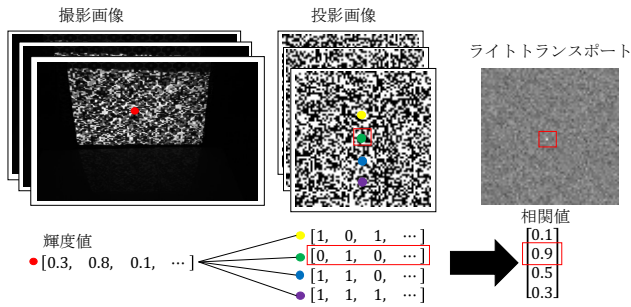 撮影画像
投影画像
ライトトランスポート
輝度値
[0.3, 0.8, 0.1, ⋯ ]
[1, 0, 1, ⋯ ]
[0, 1, 0, ⋯ ]
[1, 1, 0, ⋯ ]
[1, 1, 1, ⋯ ]
相関値
0.1
0.9
0.5
0.3